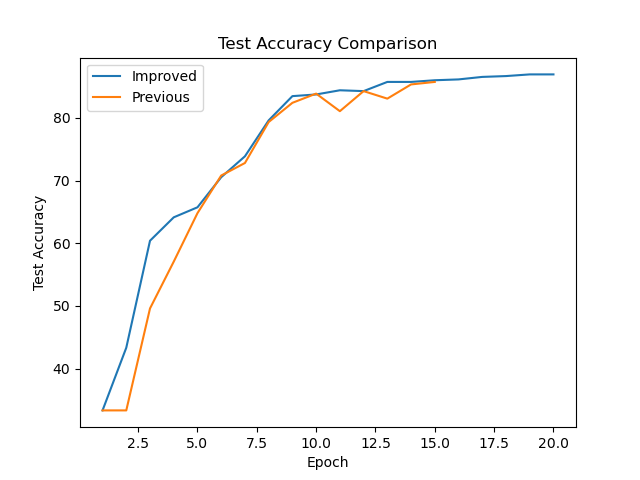 Test Accuracy Comparison
Improved
Previous
Test Accuracy
80
70
60
50
40
2.5 5.0 7.5 10.0 12.5 15.0 17.5 20.0
Epoch